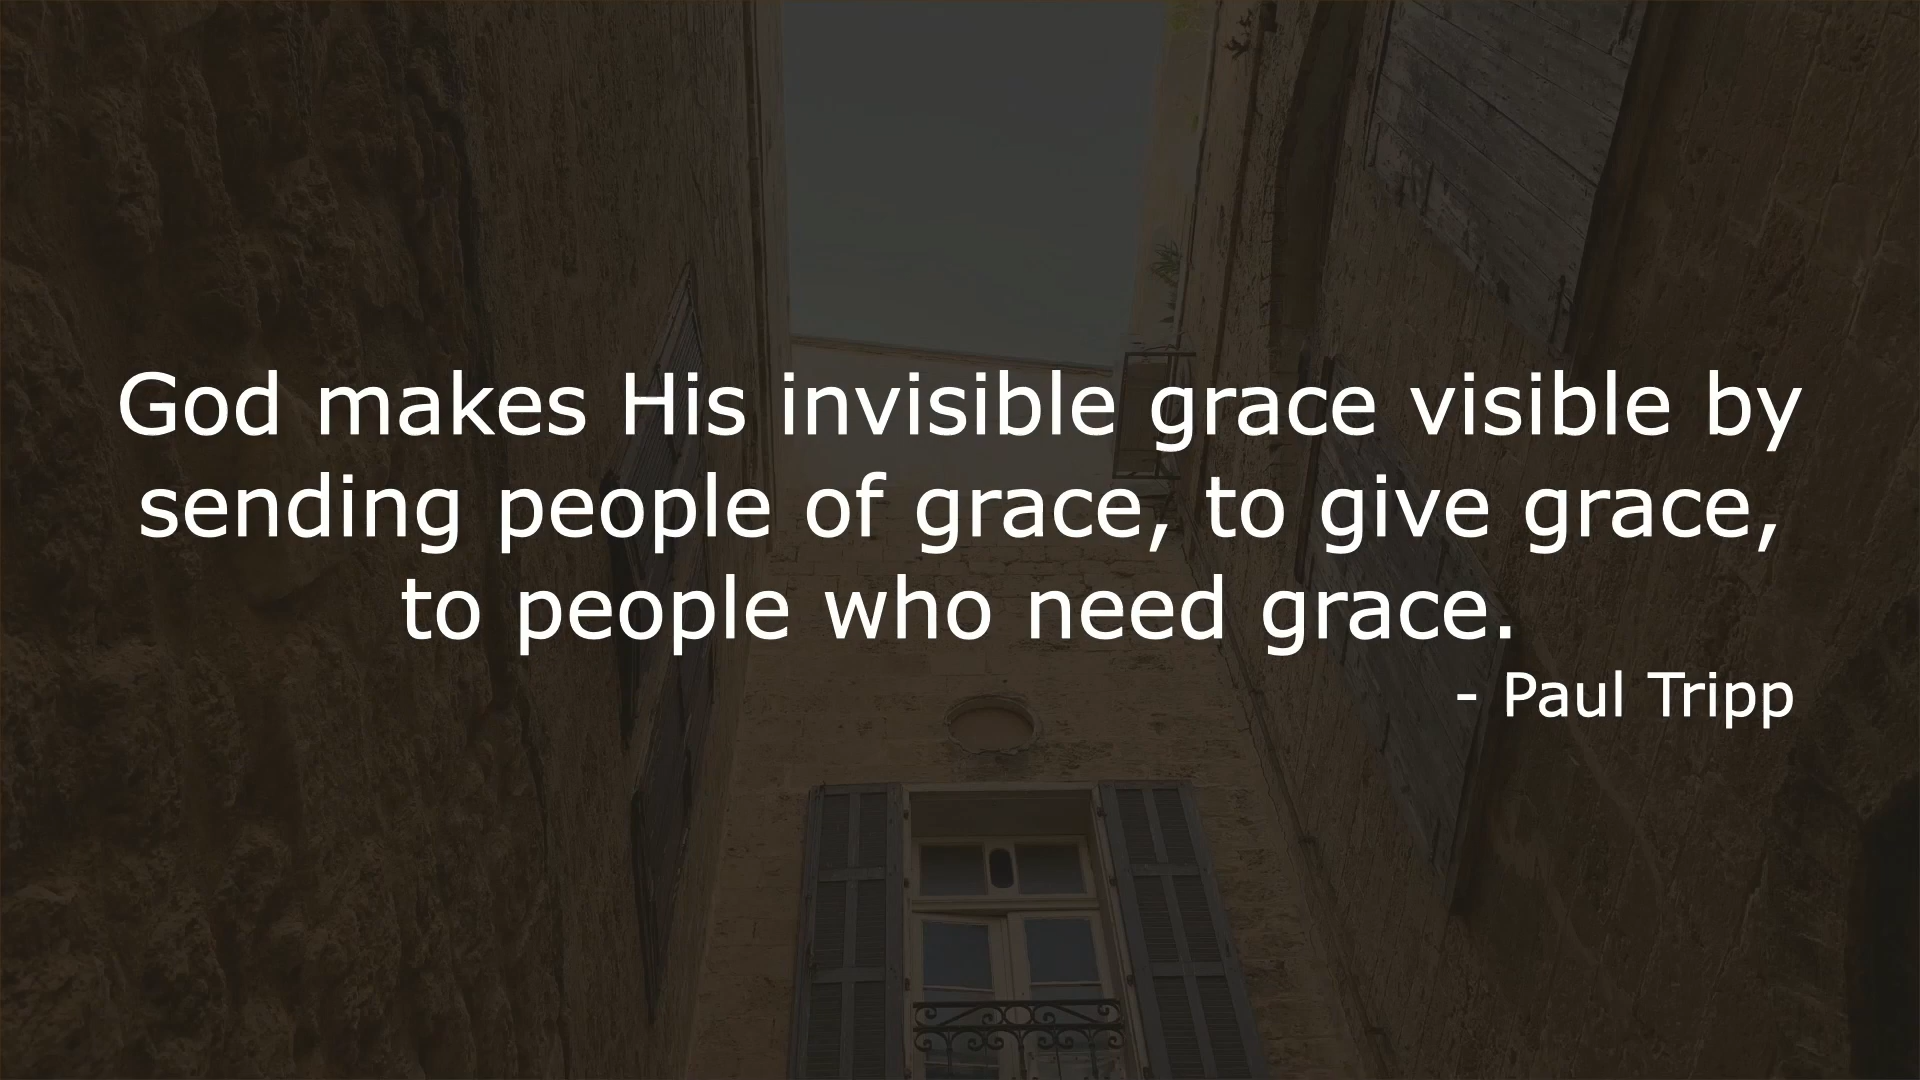 God makes His invisible grace visible by
sending people of grace, to give grace,
to people who need grace.
- Paul Tripp